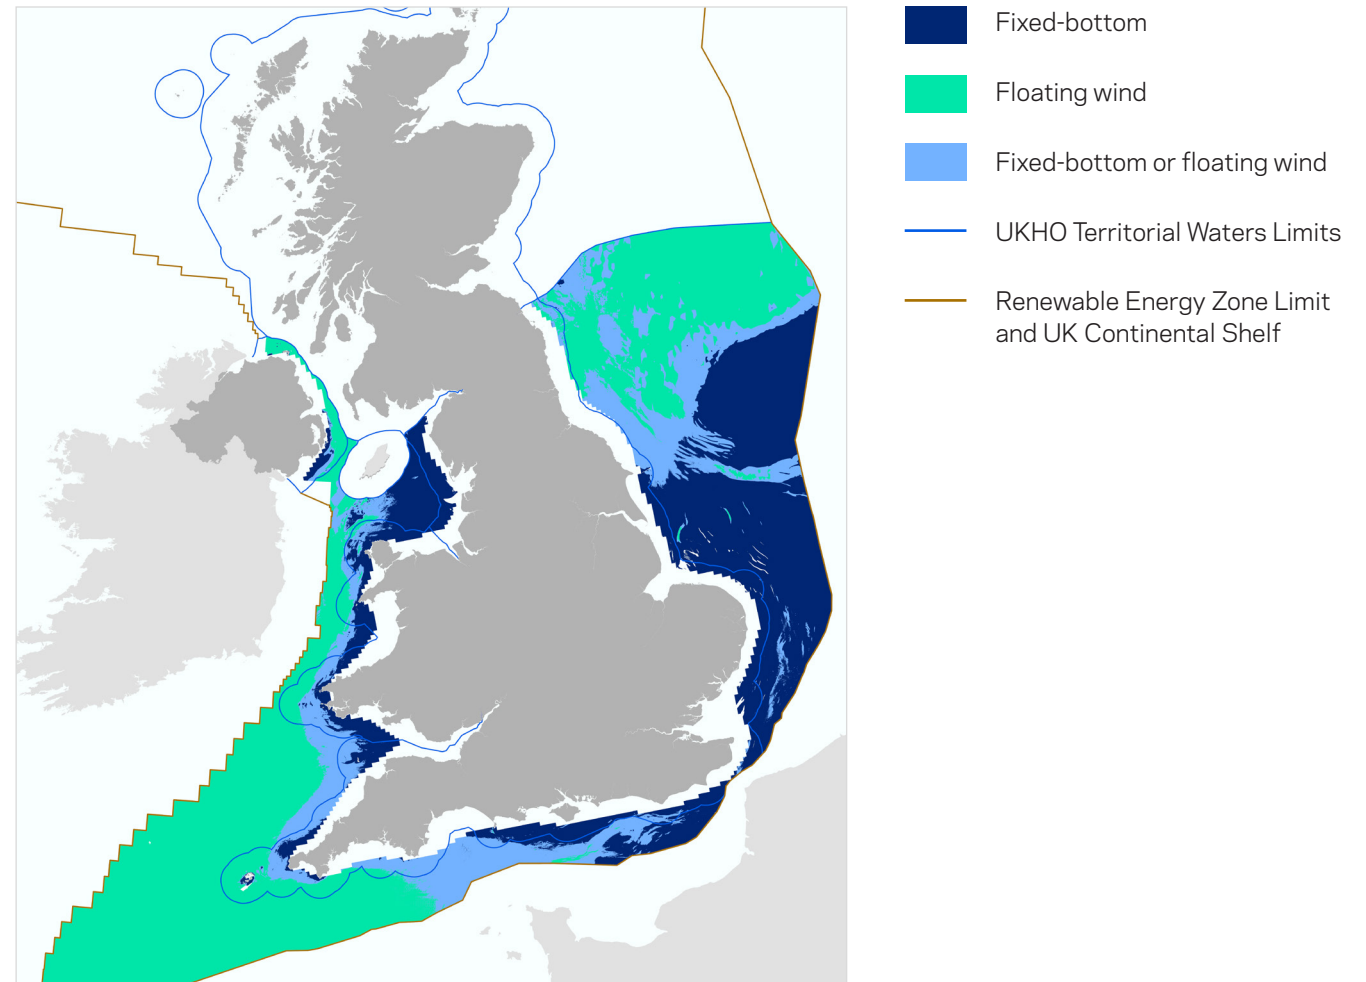 Fixed-bottom
Floating wind
Fixed-bottom or floating wind
UKHO Territorial Waters Limits
Renewable Energy Zone Limit
and UK Continental Shelf